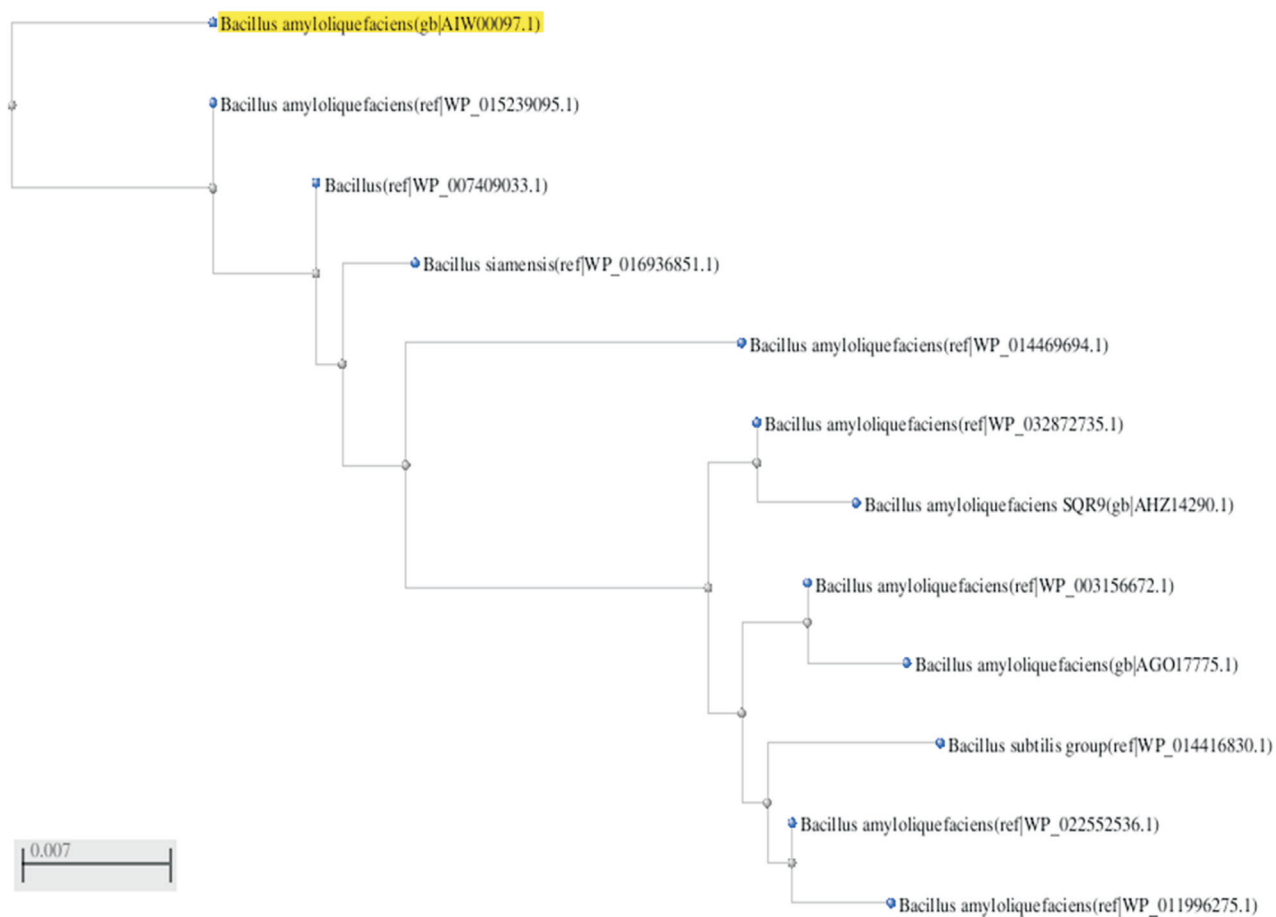 Bacillus amyloliquefaciens(gb|AIW00097.1)
Bacillus amyloliquefaciens(ref|WP_015239095.1)
Bacillus(ref|WP_007409033.1)
Bacillus siamensis(ref|WP_016936851.1)
Bacillus amyloliquefaciens(ref|WP_014469694.1)
Bacillus amyloliquefaciens(ref|WP_032872735.1)
Bacillus amyloliquefaciens SQR9(gb|AHZ14290.1)
Bacillus amyloliquefaciens(ref|WP_003156672.1)
Bacillus amyloliquefaciens(gb|AGO17775.1)
Bacillus subtilis group(ref|WP_014416830.1)
Bacillus amyloliquefaciens(ref|WP_022552536.1)
0.007
Bacillus amyloliquefaciens(ref|WP_011996275.1)